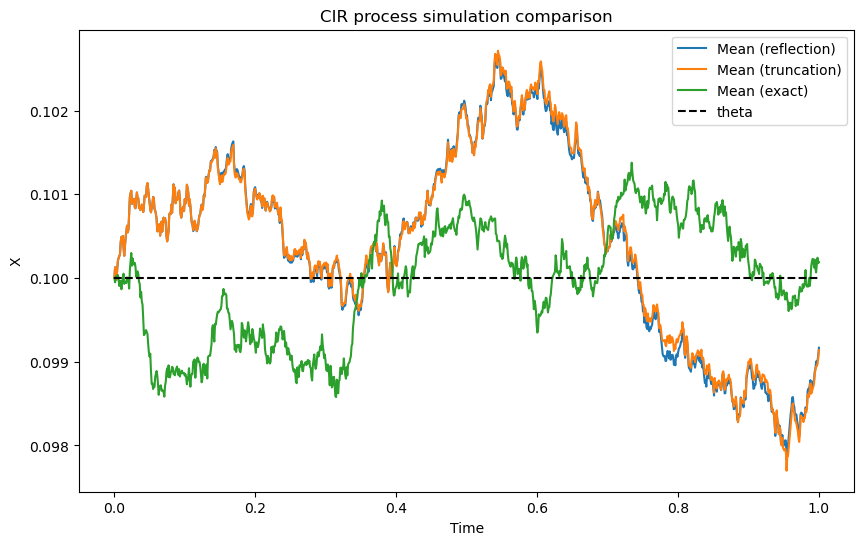 CIR process simulation comparison
Mean (reflection)
Mean (truncation)
Mean (exact)
theta
X
0.102
0.101
0.100
0.099
0.098
0.0 0.2 0.4 0.6 0.8 1.0
Time